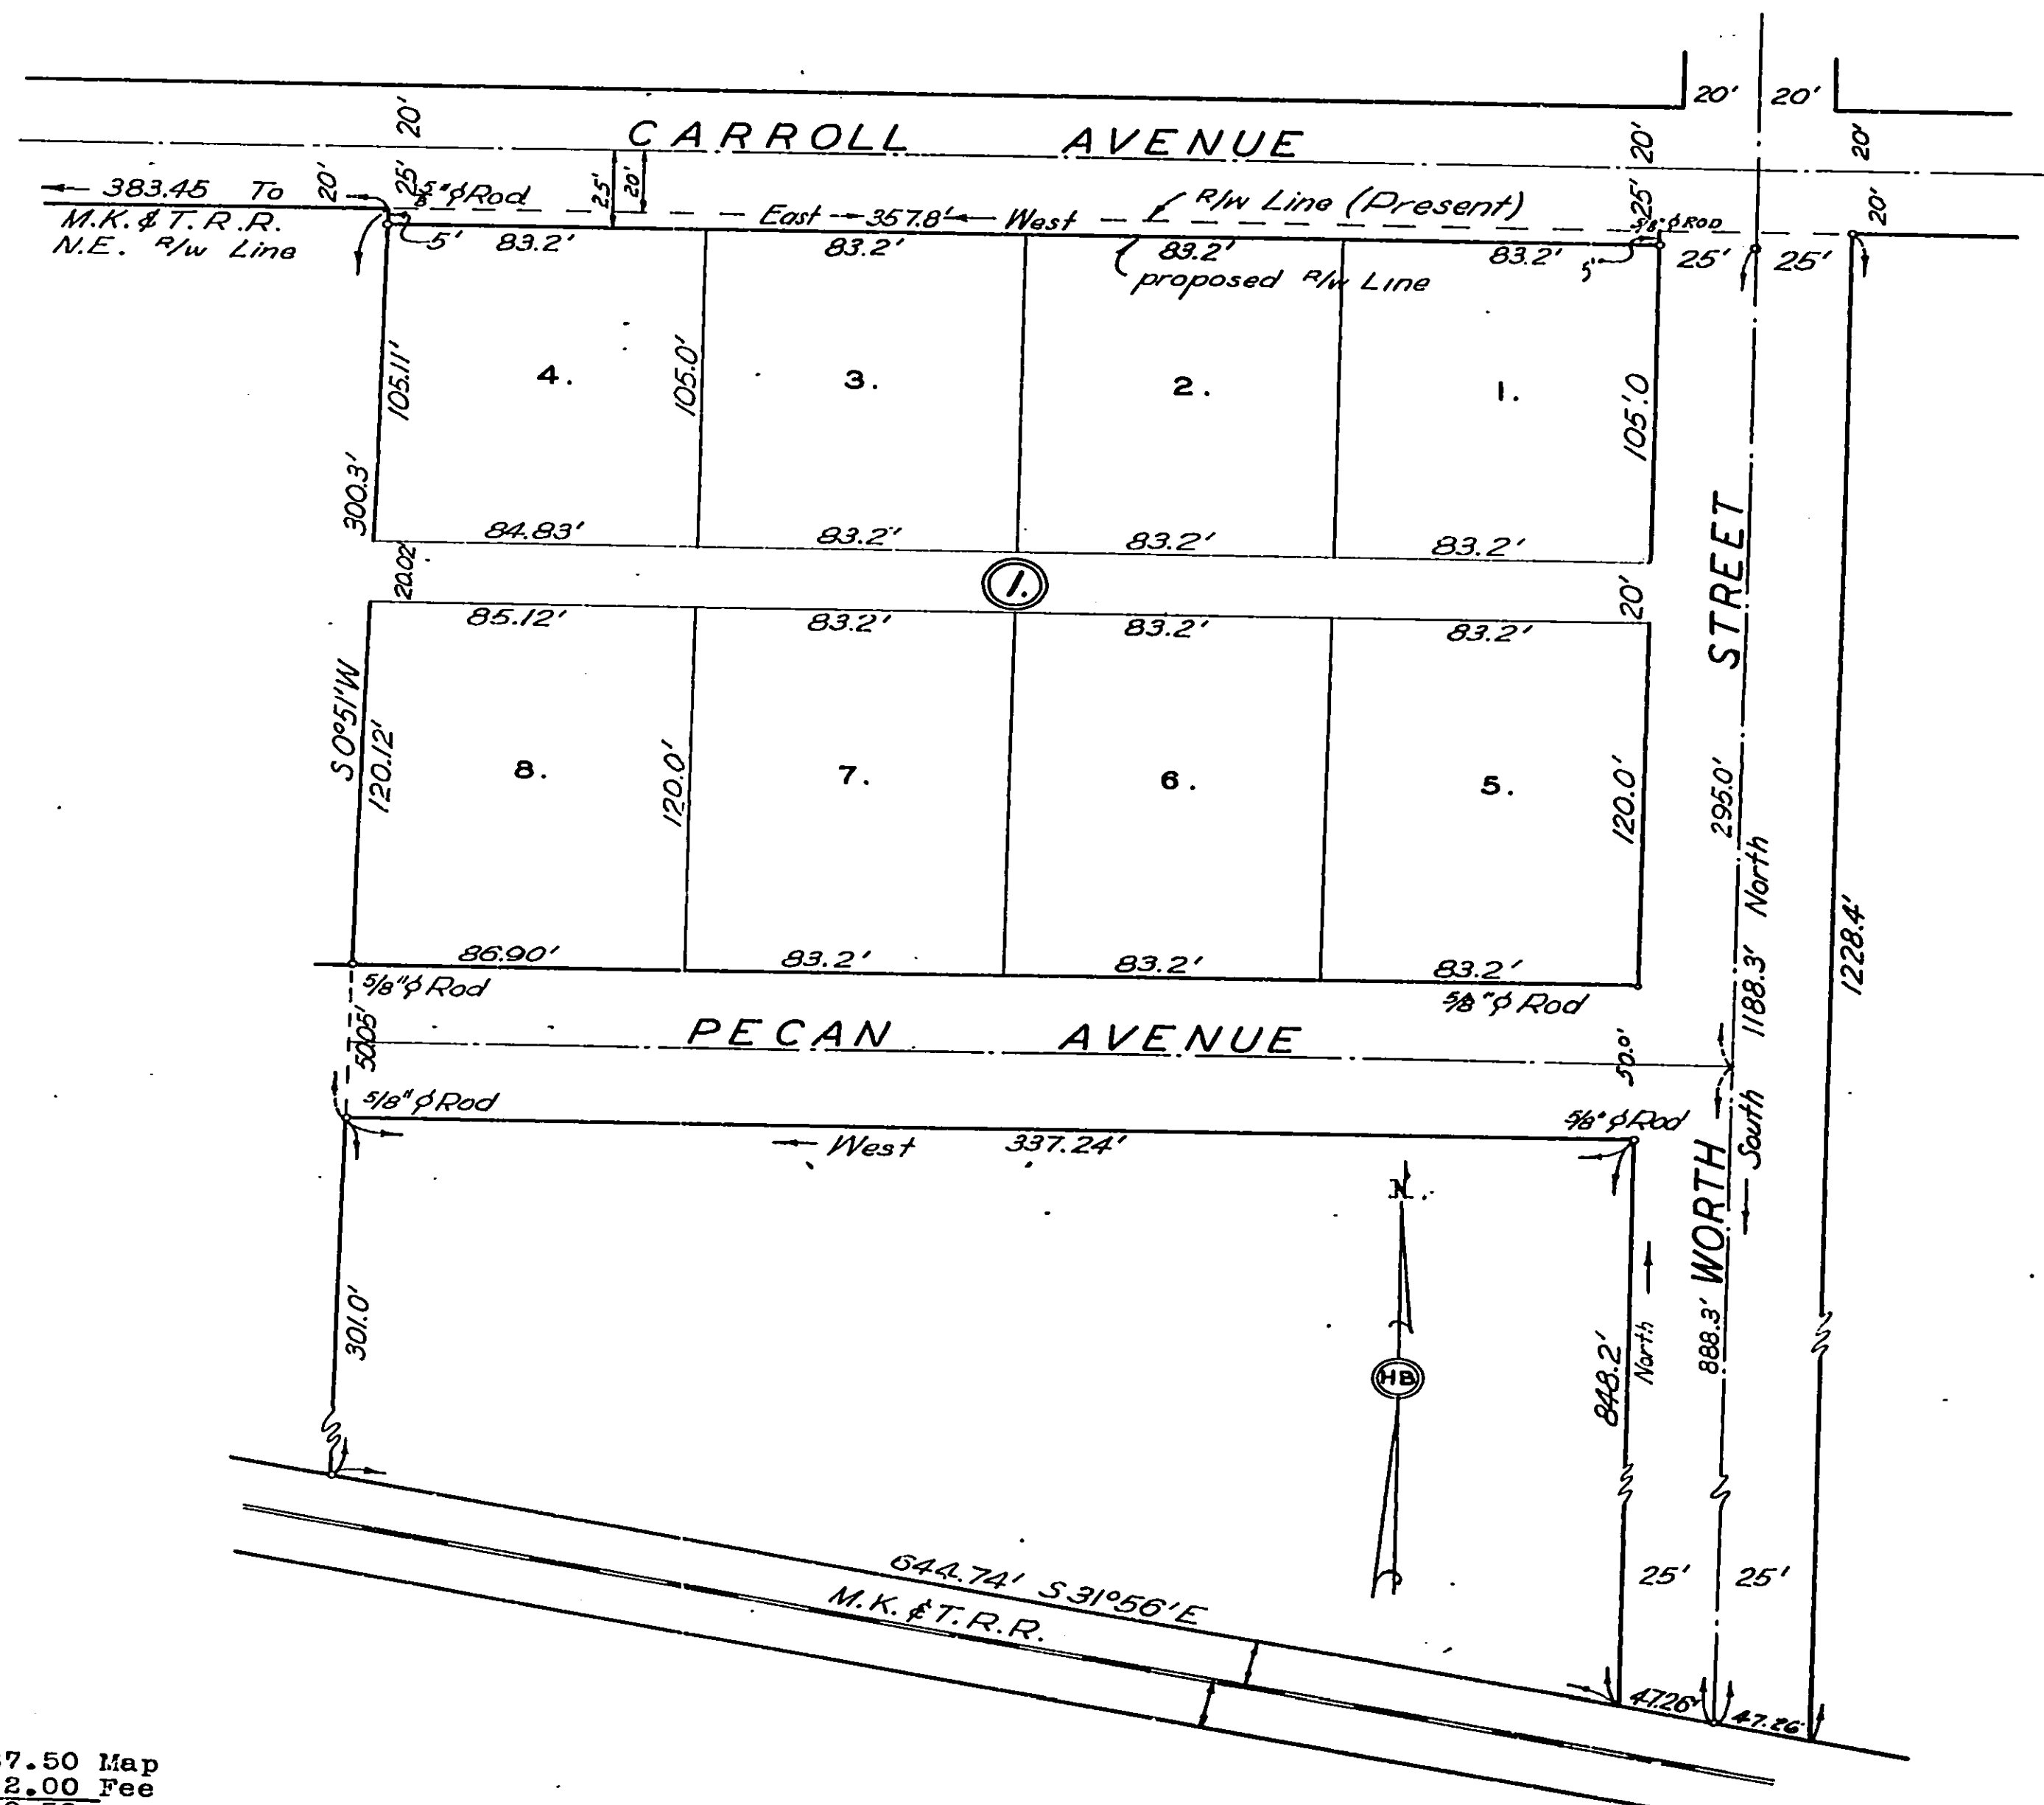 20' 20'
20' CARROLL AVENUE 20' 20'
383.45 To 20' 25' 5/8"φ Rod 25' 20' R/W Line (Present) 25' 5/8"φ ROD 20'
M.K. & T.R.R. East 357.8' West
N.E. R/W Line 5' 83.2' 83.2' 83.2' 83.2' 5' 25' 25'
proposed R/W Line
105.11' 4. 105.0' 3. 2. 1. 105'.0
300.3'
84.83' 83.2' 83.2' 83.2'
20.02' 1. 20'
85.12' 83.2' 83.2' 83.2'
STREET
S 0°51'W
120.12' 8. 120.0' 7. 6. 5. 120.0' 295.0'
1188.3' North
1228.4'
86.90' 83.2' 83.2' 83.2'
5/8"φ Rod 5/8"φ Rod
50.05' PECAN AVENUE 50.0'
5/8"φ Rod 5/8"φ Rod
West 337.24' South
N.
WORTH
301.0' HB 848.2' North 888.3'
644.74' S 31°56'E 25' 25'
M.K. & T.R.R.
47.26' 47.26'
7.50 Map
2.00 Fee